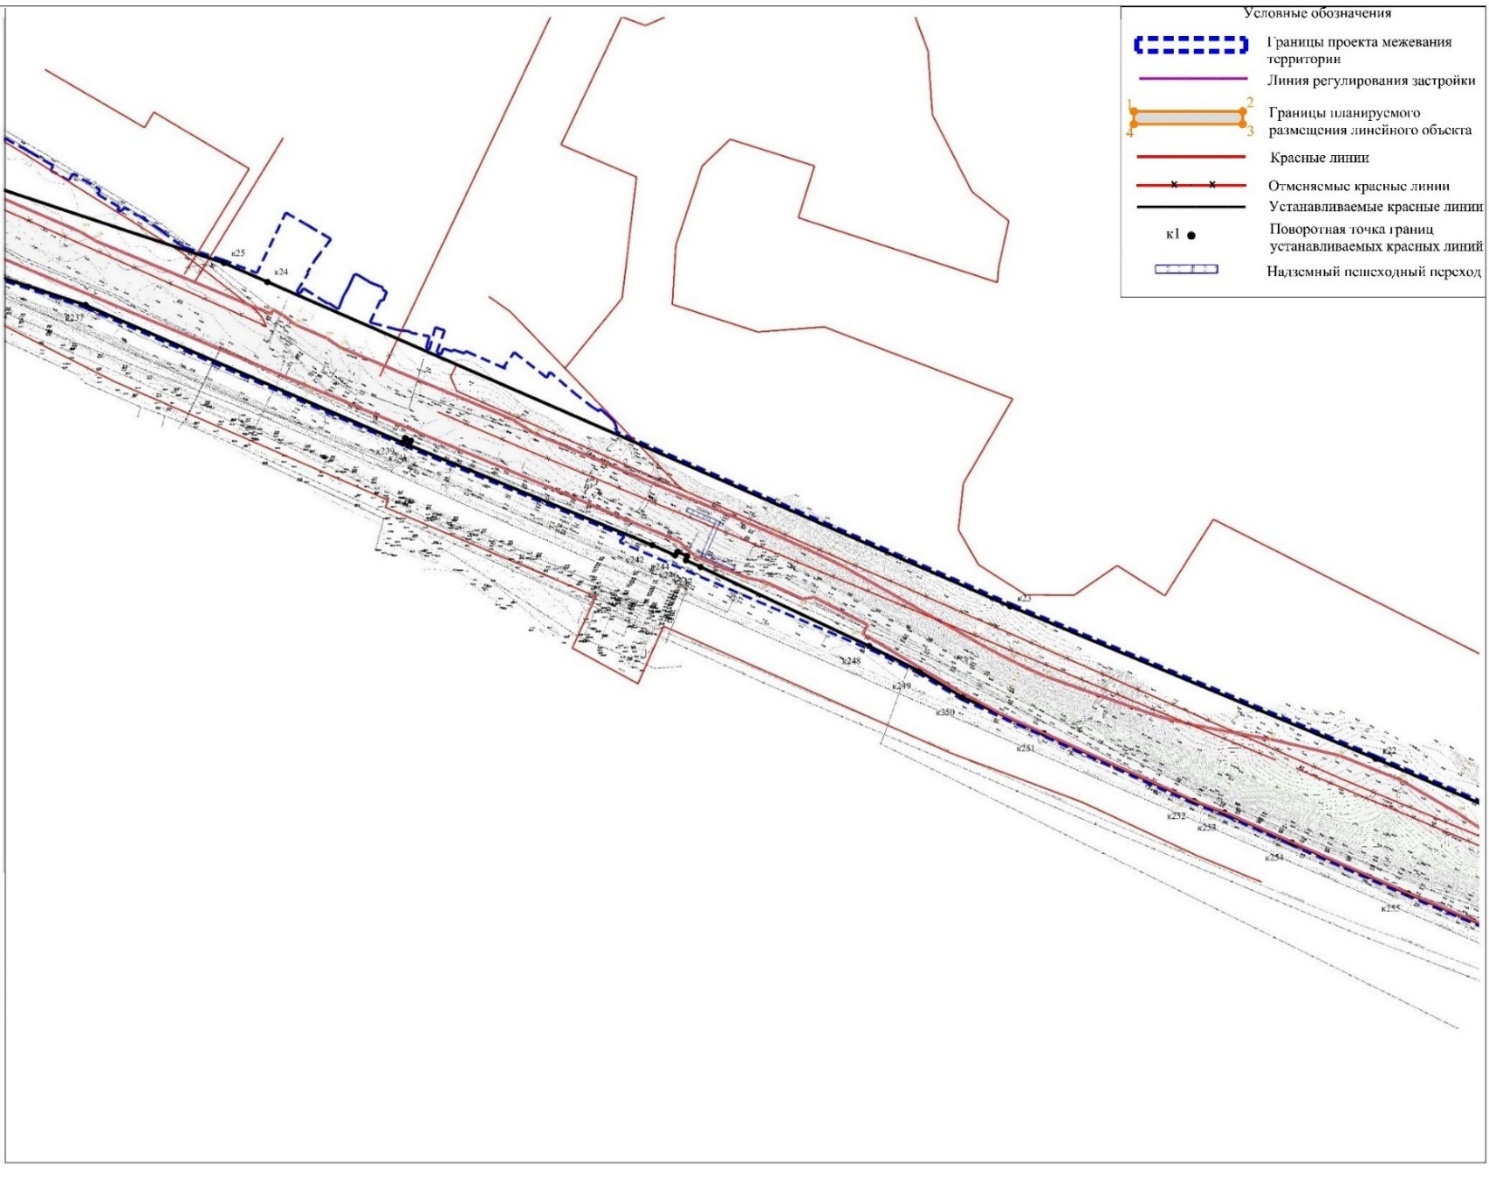 Условные обозначения
Границы проекта межевания
территории
Линия регулирования застройки
1
2
4
3
Границы планируемого
размещения линейного объекта
Красные линии
Отменяемые красные линии
Устанавливаемые красные линии
к1
Поворотная точка границ
устанавливаемых красных линий
Надземный пешеходный переход
к25
к24
к237
к239
к242
к23
к248
к249
к250
к251
к22
к252
к253
к254
к255